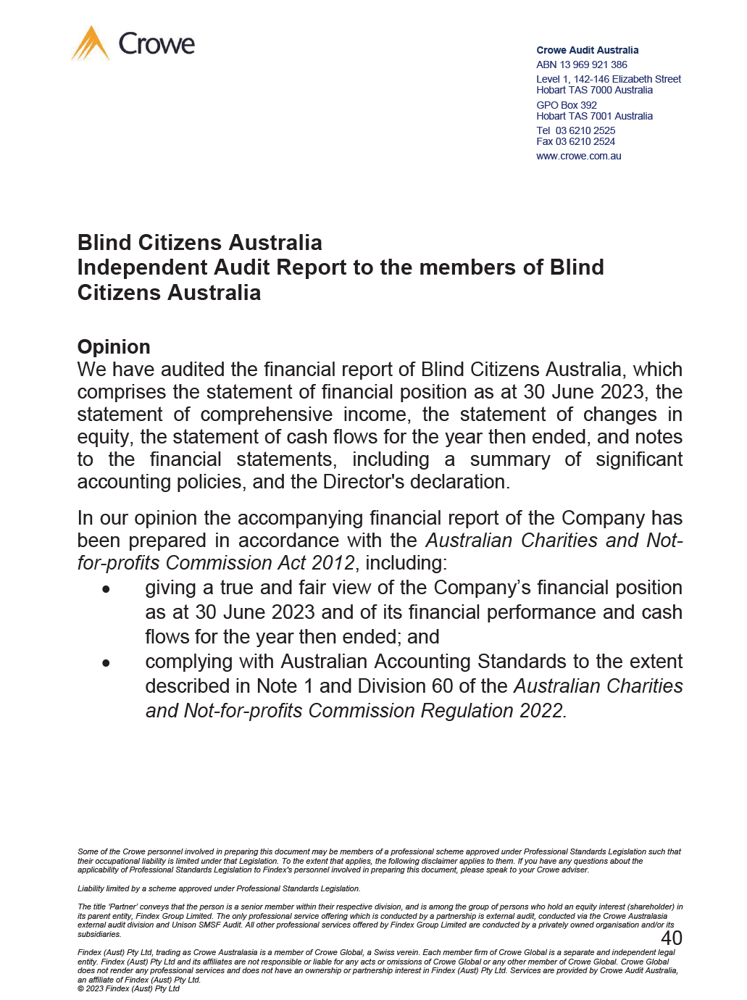 Crowe
Crowe Audit Australia
ABN 13 969 921 386
Level 1, 142-146 Elizabeth Street
Hobart TAS 7000 Australia
GPO Box 392
Hobart TAS 7001 Australia
Tel 03 6210 2525
Fax 03 6210 2524
www.crowe.com.au
Blind Citizens Australia
Independent Audit Report to the members of Blind
Citizens Australia
Opinion
We have audited the financial report of Blind Citizens Australia, which
comprises the statement of financial position as at 30 June 2023, the
statement of comprehensive income, the statement of changes in
equity, the statement of cash flows for the year then ended, and notes
to the financial statements, including a summary of significant
accounting policies, and the Director's declaration.
In our opinion the accompanying financial report of the Company has
been prepared in accordance with the Australian Charities and Not-
for-profits Commission Act 2012, including:
● giving a true and fair view of the Company’s financial position
as at 30 June 2023 and of its financial performance and cash
flows for the year then ended; and
● complying with Australian Accounting Standards to the extent
described in Note 1 and Division 60 of the Australian Charities
and Not-for-profits Commission Regulation 2022.
Some of the Crowe personnel involved in preparing this document may be members of a professional scheme approved under Professional Standards Legislation such that
their occupational liability is limited under that Legislation. To the extent that applies, the following disclaimer applies to them. If you have any questions about the
applicability of Professional Standards Legislation to Findex's personnel involved in preparing this document, please speak to your Crowe adviser.
Liability limited by a scheme approved under Professional Standards Legislation.
The title ‘Partner’ conveys that the person is a senior member within their respective division, and is among the group of persons who hold an equity interest (shareholder) in
its parent entity, Findex Group Limited. The only professional service offering which is conducted by a partnership is external audit, conducted via the Crowe Australasia
external audit division and Unison SMSF Audit. All other professional services offered by Findex Group Limited are conducted by a privately owned organisation and/or its
subsidiaries.
40
Findex (Aust) Pty Ltd, trading as Crowe Australasia is a member of Crowe Global, a Swiss verein. Each member firm of Crowe Global is a separate and independent legal
entity. Findex (Aust) Pty Ltd and its affiliates are not responsible or liable for any acts or omissions of Crowe Global or any other member of Crowe Global. Crowe Global
does not render any professional services and does not have an ownership or partnership interest in Findex (Aust) Pty Ltd. Services are provided by Crowe Audit Australia,
an affiliate of Findex (Aust) Pty Ltd.
© 2023 Findex (Aust) Pty Ltd